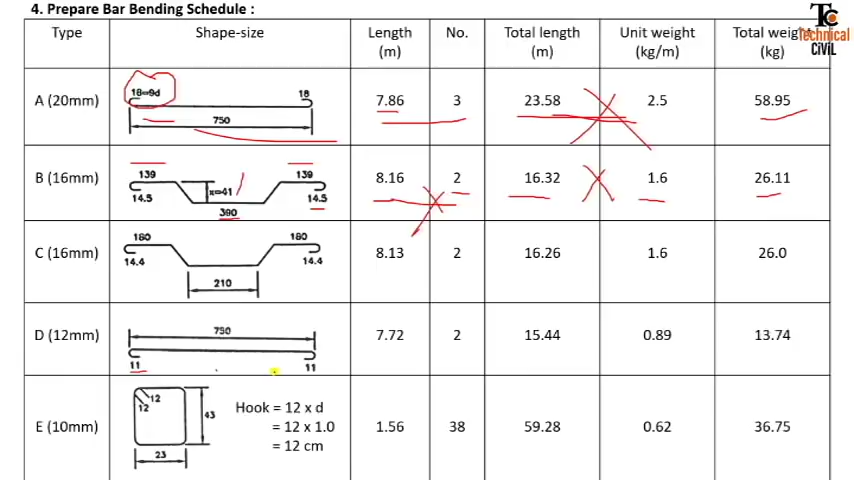 4. Prepare Bar Bending Schedule :
Tc
Technical
CiViL
Type
Shape-size
Length
(m)
No.
Total length
(m)
Unit weight
(kg/m)
Total weight
(kg)
A (20mm)
18=9d
18
750
7.86
3
23.58
2.5
58.95
B (16mm)
139
139
x=41
14.5
14.5
390
8.16
2
16.32
1.6
26.11
C (16mm)
180
180
14.4
14.4
210
8.13
2
16.26
1.6
26.0
D (12mm)
750
11
11
7.72
2
15.44
0.89
13.74
E (10mm)
12
12
43
23
Hook = 12 x d
= 12 x 1.0
= 12 cm
1.56
38
59.28
0.62
36.75